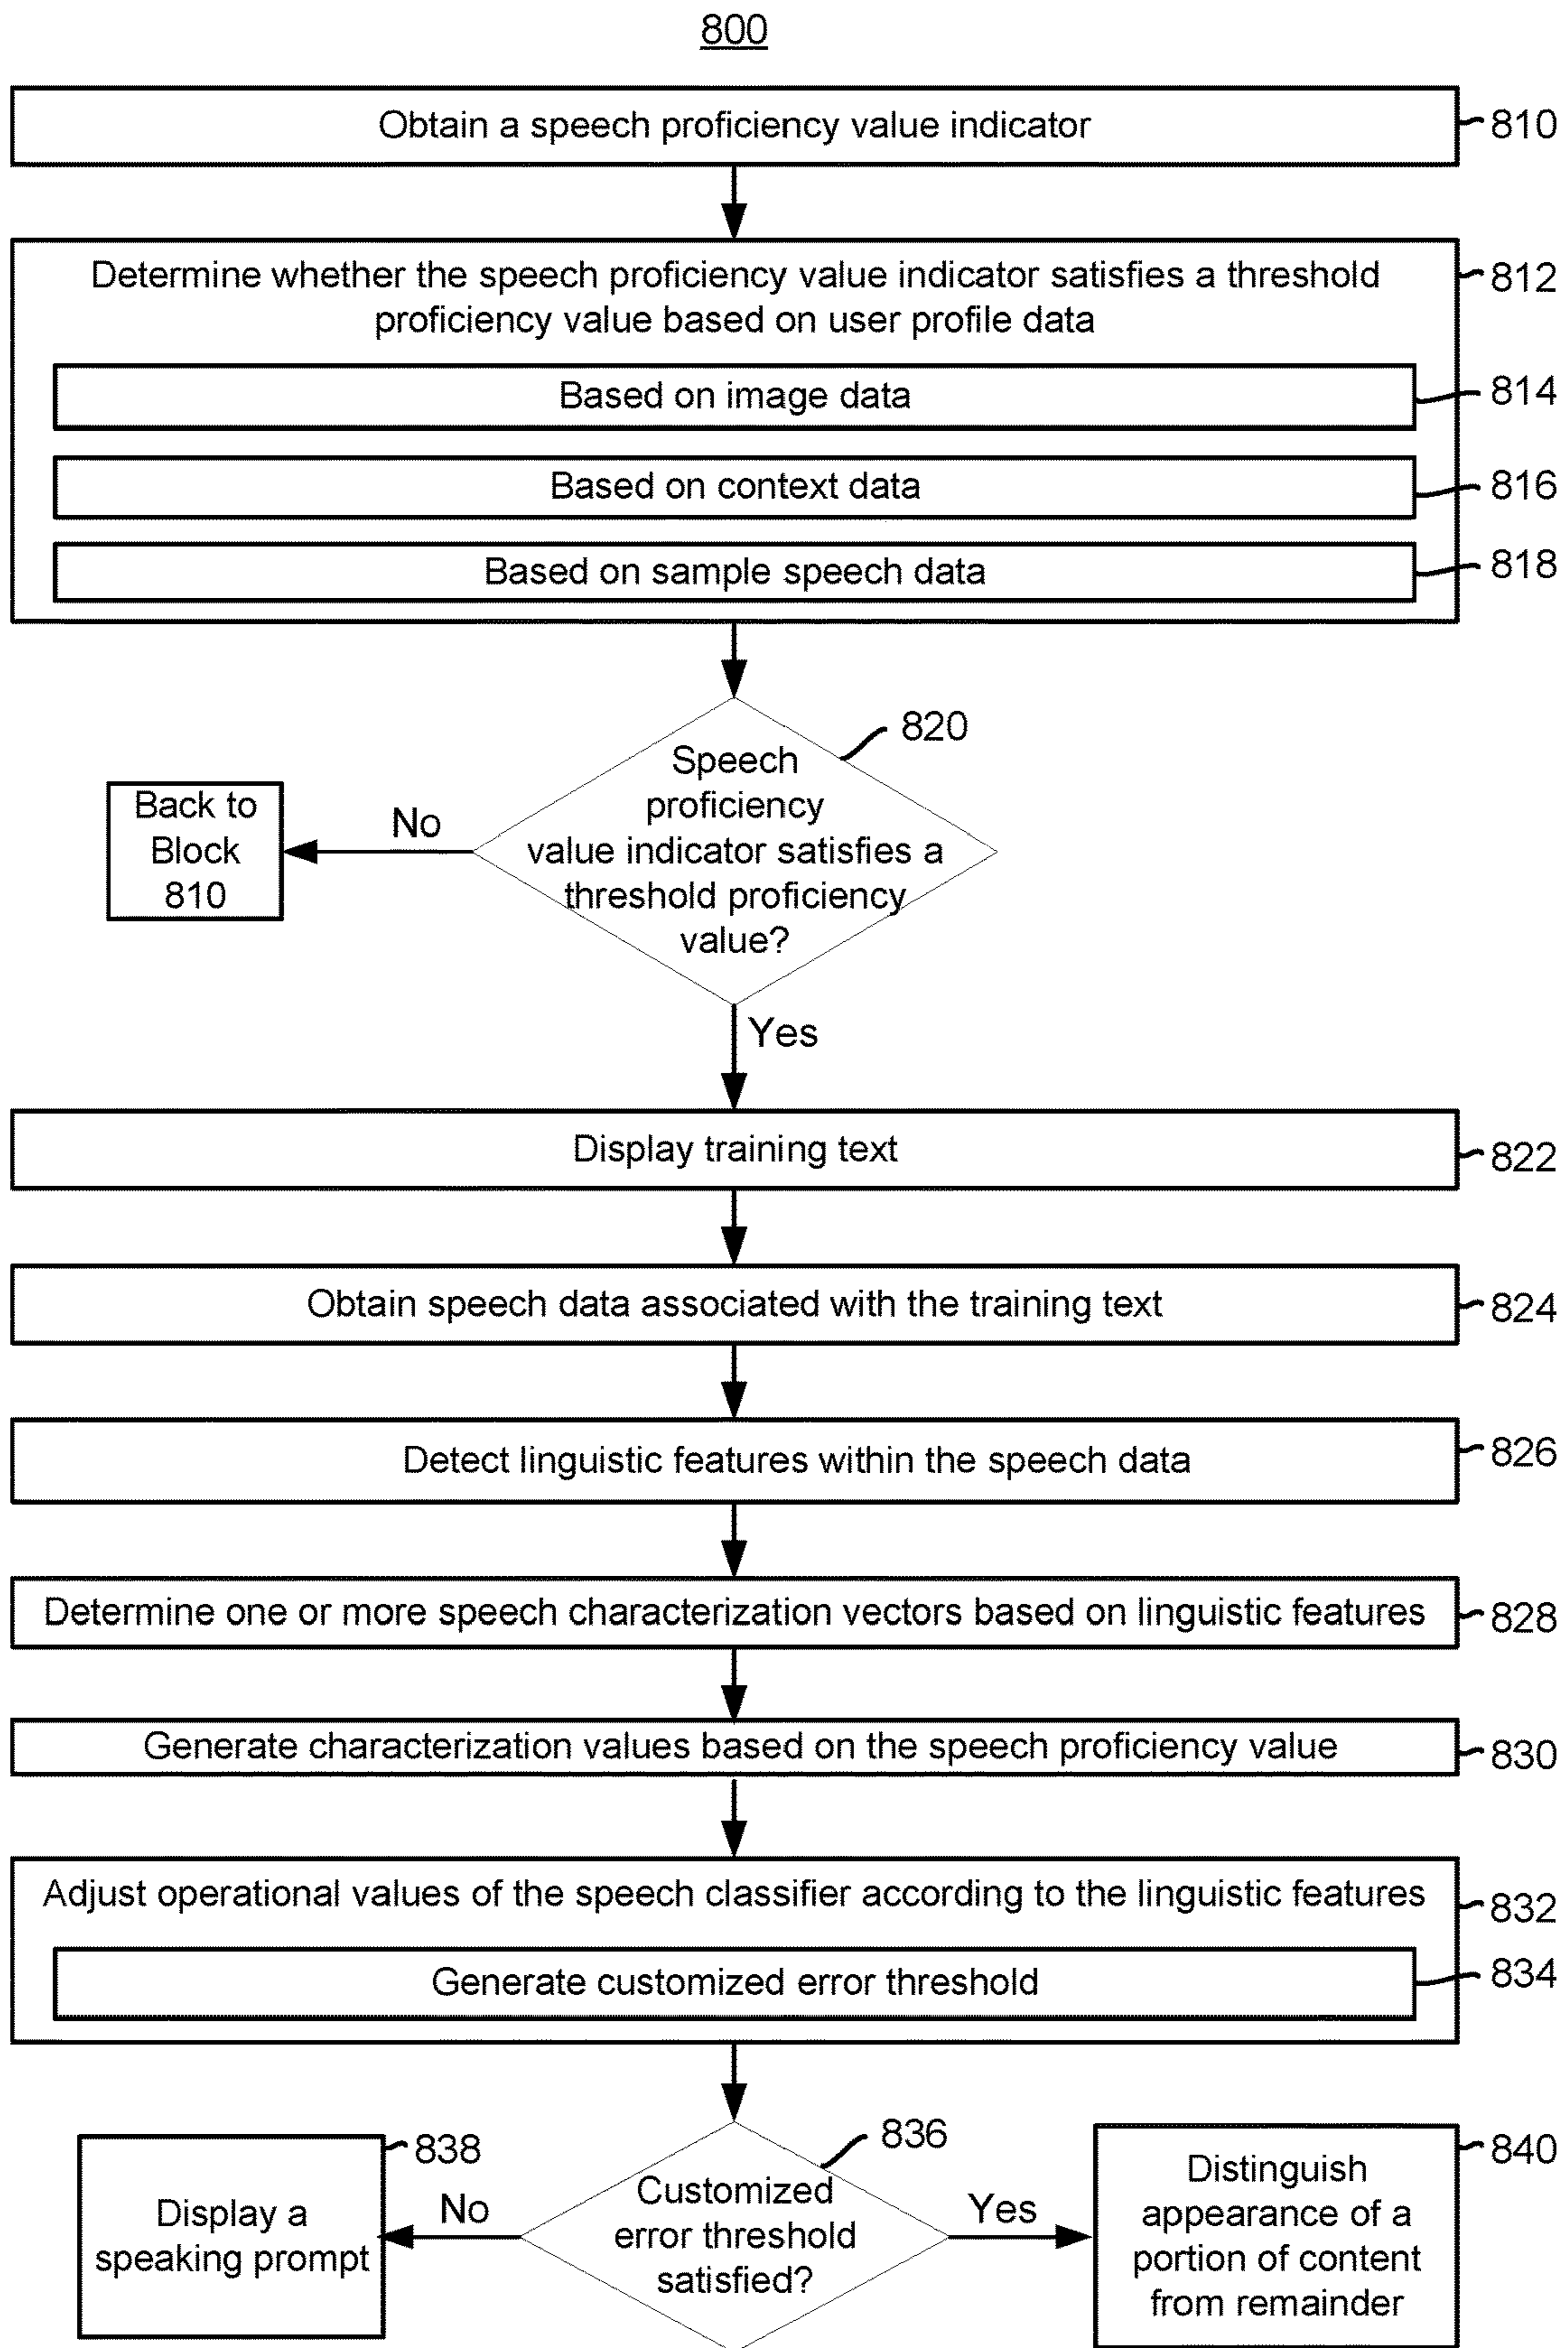 800
Obtain a speech proficiency value indicator
810
Determine whether the speech proficiency value indicator satisfies a threshold
proficiency value based on user profile data
812
Based on image data
814
Based on context data
816
Based on sample speech data
818
820
Speech
proficiency
value indicator satisfies a
threshold proficiency
value?
No
Back to
Block
810
Yes
Display training text
822
Obtain speech data associated with the training text
824
Detect linguistic features within the speech data
826
Determine one or more speech characterization vectors based on linguistic features
828
Generate characterization values based on the speech proficiency value
830
Adjust operational values of the speech classifier according to the linguistic features
832
Generate customized error threshold
834
836
Customized
error threshold
satisfied?
No
838
Display a
speaking prompt
Yes
840
Distinguish
appearance of a
portion of content
from remainder